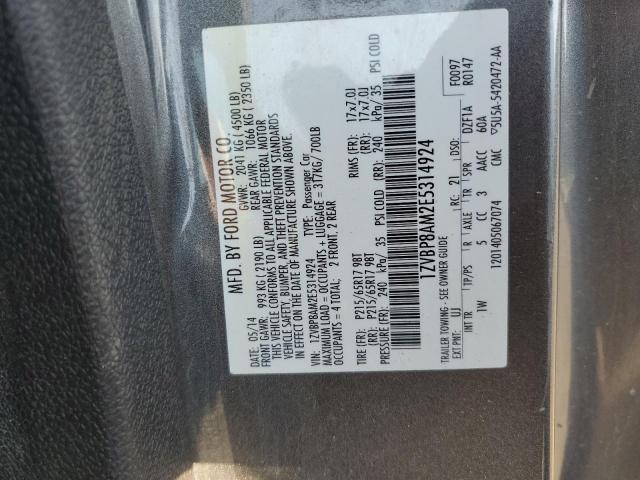 MFD. BY FORD MOTOR CO.
DATE: 05/14 GVWR: 2041 KG ( 4500 LB)
FRONT GAWR: 993 KG ( 2190 LB) REAR GAWR: 1066 KG ( 2350 LB)
THIS VEHICLE CONFORMS TO ALL APPLICABLE FEDERAL MOTOR
VEHICLE SAFETY, BUMPER, AND THEFT PREVENTION STANDARDS
IN EFFECT ON THE DATE OF MANUFACTURE SHOWN ABOVE.
VIN: 1ZVBP8AM2E5314924 TYPE: Passenger Car
MAXIMUM LOAD = OCCUPANTS + LUGGAGE = 317KG/ 700LB
OCCUPANTS = 4 TOTAL: 2 FRONT, 2 REAR
TIRE (FR): P215/65R17 98T RIMS (FR): 17x7.0J
TIRE (RR): P215/65R17 98T RIMS (RR): 17x7.0J
PRESSURE (FR): 240 kPa/ 35 PSI COLD (RR): 240 kPa/ 35 PSI COLD
1ZVBP8AM2E5314924
TRAILER TOWING - SEE OWNER GUIDE F0097
EXT PNT: UJ RC: 21 DSO: R0147
INT TR TP/PS R AXLE TR SPR DZF1A
1W 5 CC 3 AACC 60A
1201405067074 CMC 5U5A-5420472-AA